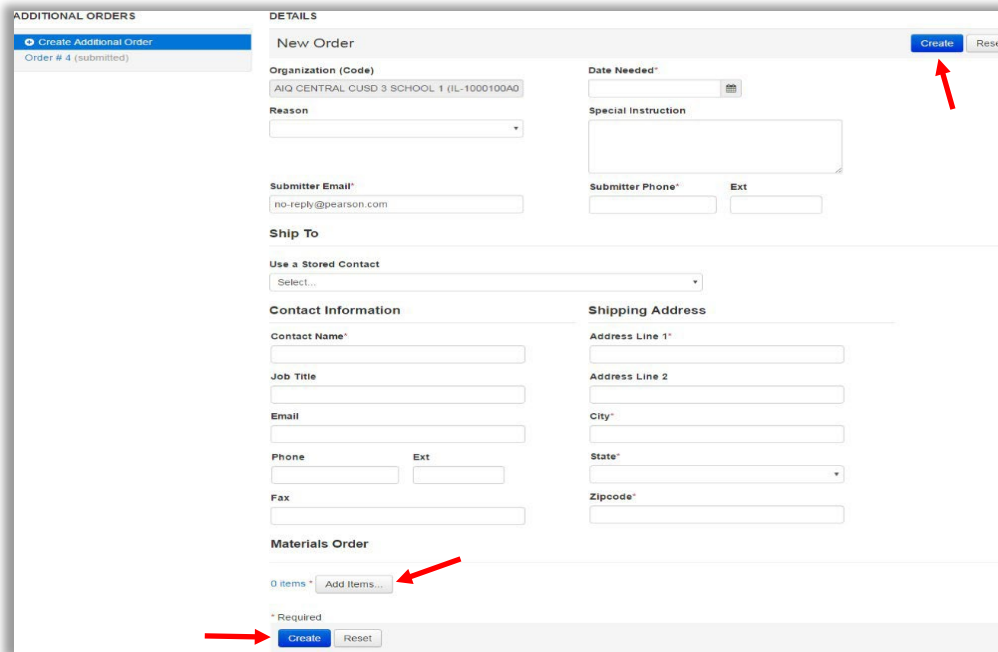 ADDITIONAL ORDERS
DETAILS
Create Additional Order
Order # 4 (submitted)
New Order
Create
Rese
Organization (Code)
Date Needed*
AIQ CENTRAL CUSD 3 SCHOOL 1 (IL-1000100A0
Reason
Special Instruction
Submitter Email*
Submitter Phone*
Ext
no-reply@pearson.com
Ship To
Use a Stored Contact
Select...
Contact Information
Shipping Address
Contact Name*
Address Line 1*
Job Title
Address Line 2
Email
City*
Phone
Ext
State*
Fax
Zipcode*
Materials Order
0 items * Add Items...
* Required
Create
Reset